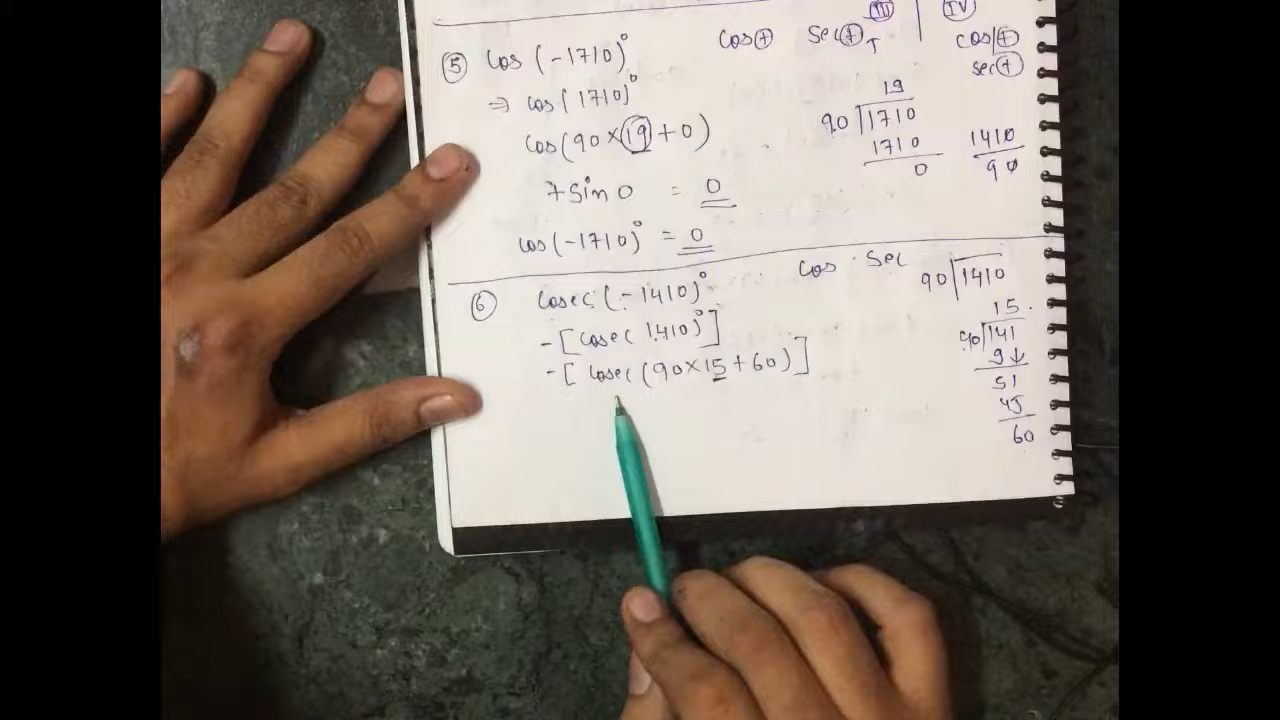 III IV
⑤ cos (-1710)° cos⊕ sec⊕ cos⊕
sec⊕
⇒ cos( 1710)° 19
cos(90×19+0) 90 1710
1710 1410
0 90
7 sin 0 = 0
cos(-1710)° = 0
⑥ cosec (-1410)° cos sec 90 1410
-[cosec( 1410)°] 15
90 141
-[ cosec (90×15+60)] 9↓
51
45
60